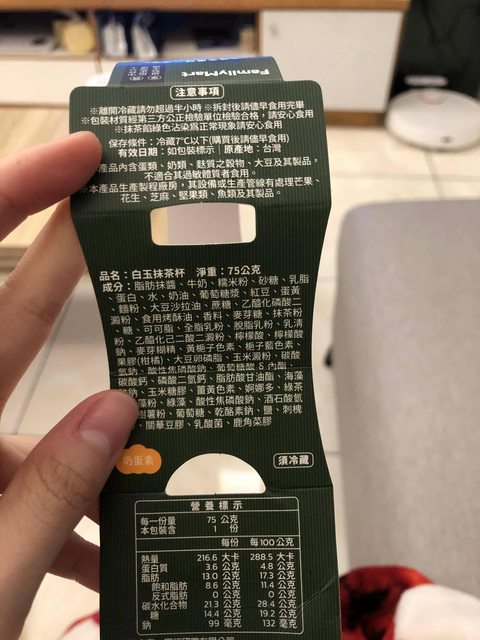 FamilyMart
注意事項
※離開冷藏請勿超過半小時 ※拆封後請儘早食用完畢
※包裝材質經第三方公正檢驗單位檢驗合格，請安心食用
※抹茶餡綠色沾染為正常現象請安心食用
保存條件：冷藏7℃以下(購買後請儘早食用)
有效日期：如包裝標示｜原產地：台灣
產品內含蛋類、奶類、麩質之穀物、大豆及其製品，
不適合其過敏體質者食用。
※本產品生產製程廠房，其設備或生產管線有處理芒果、
花生、芝麻、堅果類、魚類及其製品。
品名：白玉抹茶杯 淨重：75公克
成分：脂肪抹醬、牛奶、糯米粉、砂糖、乳脂
、蛋白、水、奶油、葡萄糖漿、紅豆、蛋黃
、麵粉、大豆沙拉油、蔗糖、乙醯化磷酸二
澱粉、食用烤酥油、香料、麥芽糖、抹茶粉
、糖、可可脂、全脂乳粉、脫脂乳粉、乳清
粉、乙醯化己二酸二澱粉、檸檬酸、檸檬酸
鈉、麥芽糊精、黃梔子色素、梔子藍色素、
果膠(柑橘)、大豆卵磷脂、玉米澱粉、碳酸
氫鈉、酸性焦磷酸鈉、葡萄糖酸δ內酯、
碳酸鈣、磷酸二氫鈣、脂肪酸甘油酯、海藻
鈉、玉米糖膠、薑黃色素、婀娜多、綠茶
藻粉、綠藻、酸性焦磷酸鈉、酒石酸氫
樹薯粉、葡萄糖、乾酪素鈉、鹽、刺槐
、關華豆膠、乳酸菌、鹿角菜膠
奶蛋素
須冷藏
營養標示
每一份量 75 公克
本包裝含 1 份
每份 每100公克
熱量 216.6 大卡 288.5 大卡
蛋白質 3.6 公克 4.8 公克
脂肪 13.0 公克 17.3 公克
飽和脂肪 8.6 公克 11.4 公克
反式脂肪 0 公克 0 公克
碳水化合物 21.3 公克 28.4 公克
糖 14.4 公克 19.2 公克
鈉 99 毫克 132 毫克